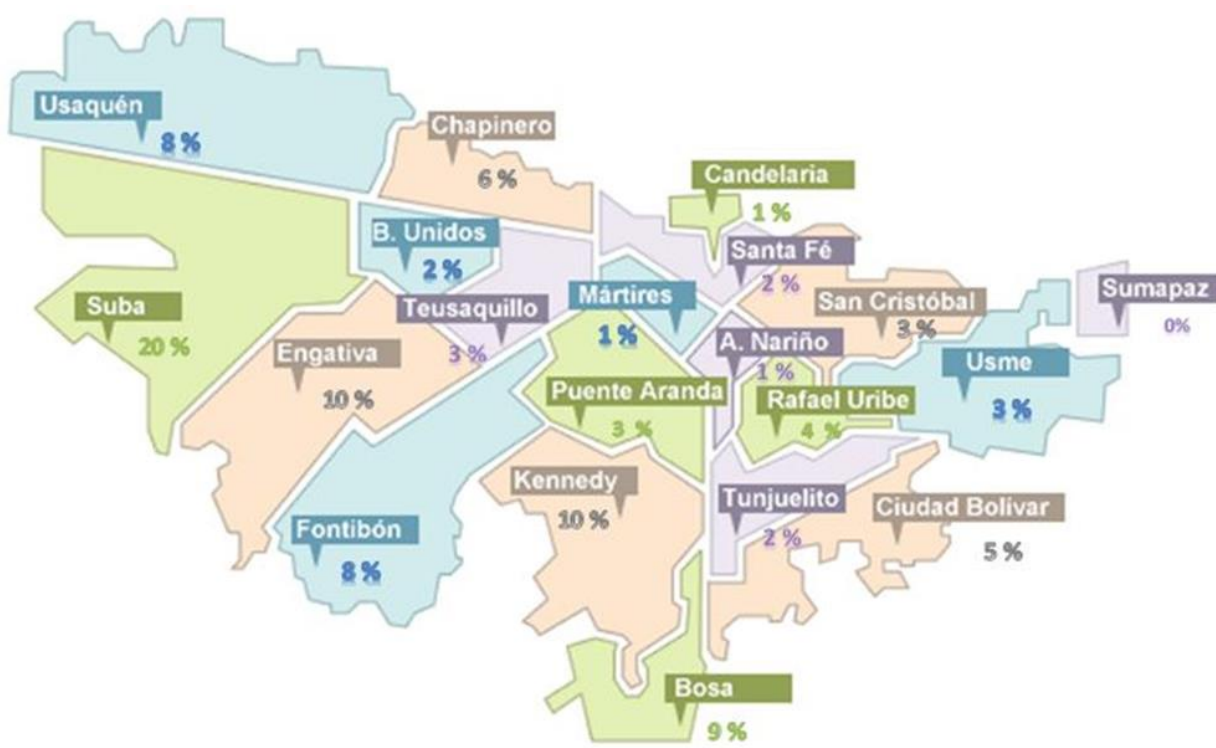 Usaquén
8 %
Chapinero
6 %
Candelaria
1 %
B. Unidos
2 %
Santa Fé
2 %
Suba
20 %
Teusaquillo
3 %
Mártires
1 %
San Cristóbal
3 %
Sumapaz
0%
Engativa
10 %
A. Nariño
1 %
Usme
3 %
Puente Aranda
3 %
Rafael Uribe
4 %
Kennedy
10 %
Tunjuelito
2 %
Ciudad Bolívar
5 %
Fontibón
8 %
Bosa
9 %